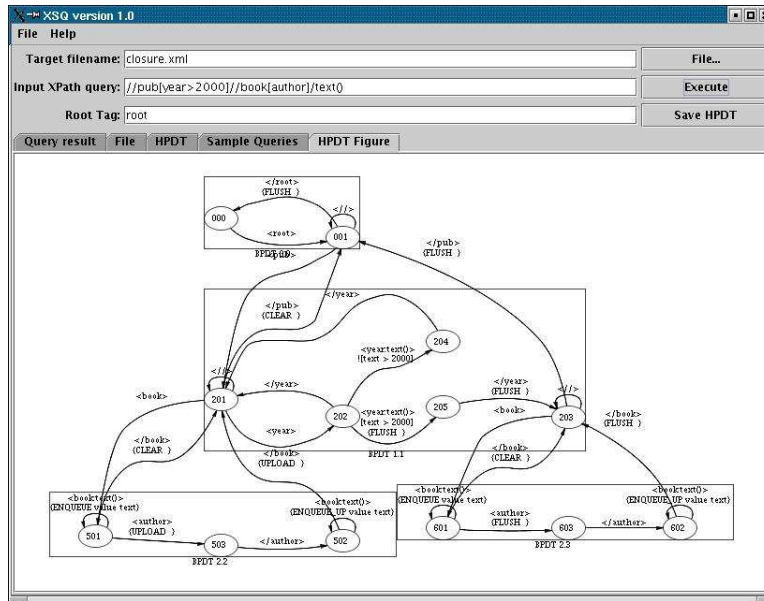 XSQ version 1.0
File Help
Target filename: closure.xml File...
Input XPath query: //pub[year>2000]//book[author]/text() Execute
Root Tag: root Save HPDT
Query result File HPDT Sample Queries HPDT Figure
</root>
{FLUSH }
<//>
000
001
<root>
<pub>
</pub>
{FLUSH }
</pub>
{CLEAR }
</year>
204
<year.text()>
![text > 2000]
<//>
</year>
<book>
201
202
<year.text()>
[text > 2000]
{FLUSH }
205
</year>
{FLUSH }
<//>
203
<book>
<year>
</book>
{FLUSH }
</book>
{CLEAR }
</book>
{UPLOAD }
</book>
{CLEAR }
BPDT 1.1
<book.text()>
{ENQUEUE value text}
<book.text()>
{ENQUEUE_UP value text}
<book.text()>
{ENQUEUE value text}
<book.text()>
{ENQUEUE_UP value text}
501
<author>
{UPLOAD }
503
</author>
502
601
<author>
{FLUSH }
603
</author>
602
BPDT 2.2
BPDT 2.3